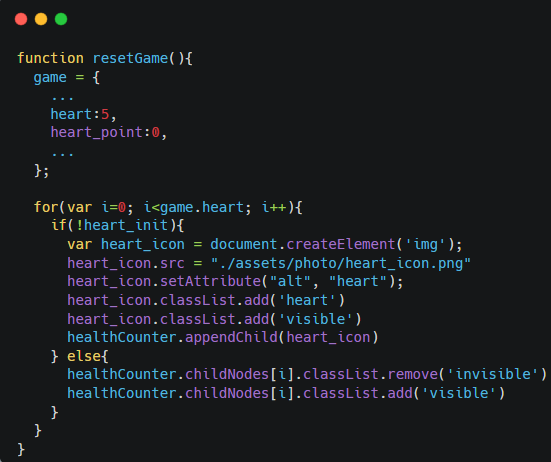 function resetGame(){
  game = {
    ...
    heart:5,
    heart_point:0,
    ...
  };

  for(var i=0; i<game.heart; i++){
    if(!heart_init){
      var heart_icon = document.createElement('img');
      heart_icon.src = "./assets/photo/heart_icon.png"
      heart_icon.setAttribute("alt", "heart");
      heart_icon.classList.add('heart')
      heart_icon.classList.add('visible')
      healthCounter.appendChild(heart_icon)
    } else{
      healthCounter.childNodes[i].classList.remove('invisible')
      healthCounter.childNodes[i].classList.add('visible')
    }
  }
}